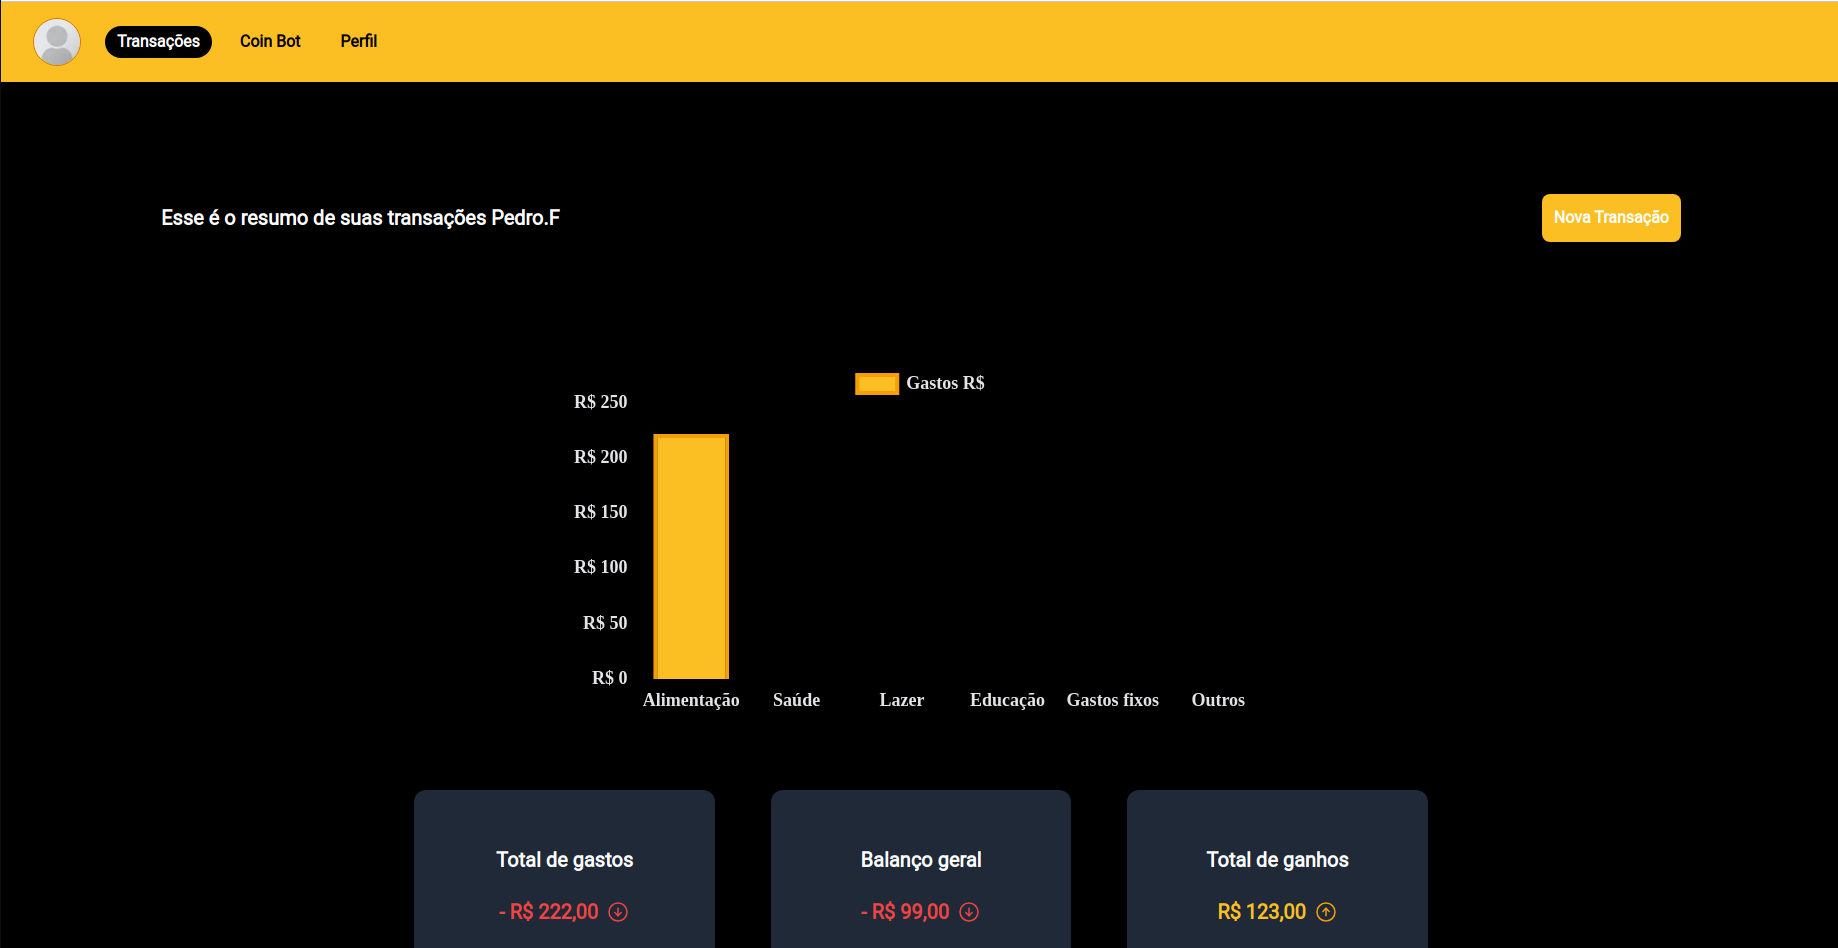 Transações Coin Bot Perfil
Esse é o resumo de suas transações Pedro.F
Nova Transação
Gastos R$
R$ 250
R$ 200
R$ 150
R$ 100
R$ 50
R$ 0
Alimentação Saúde Lazer Educação Gastos fixos Outros
Total de gastos
- R$ 222,00
Balanço geral
- R$ 99,00
Total de ganhos
R$ 123,00